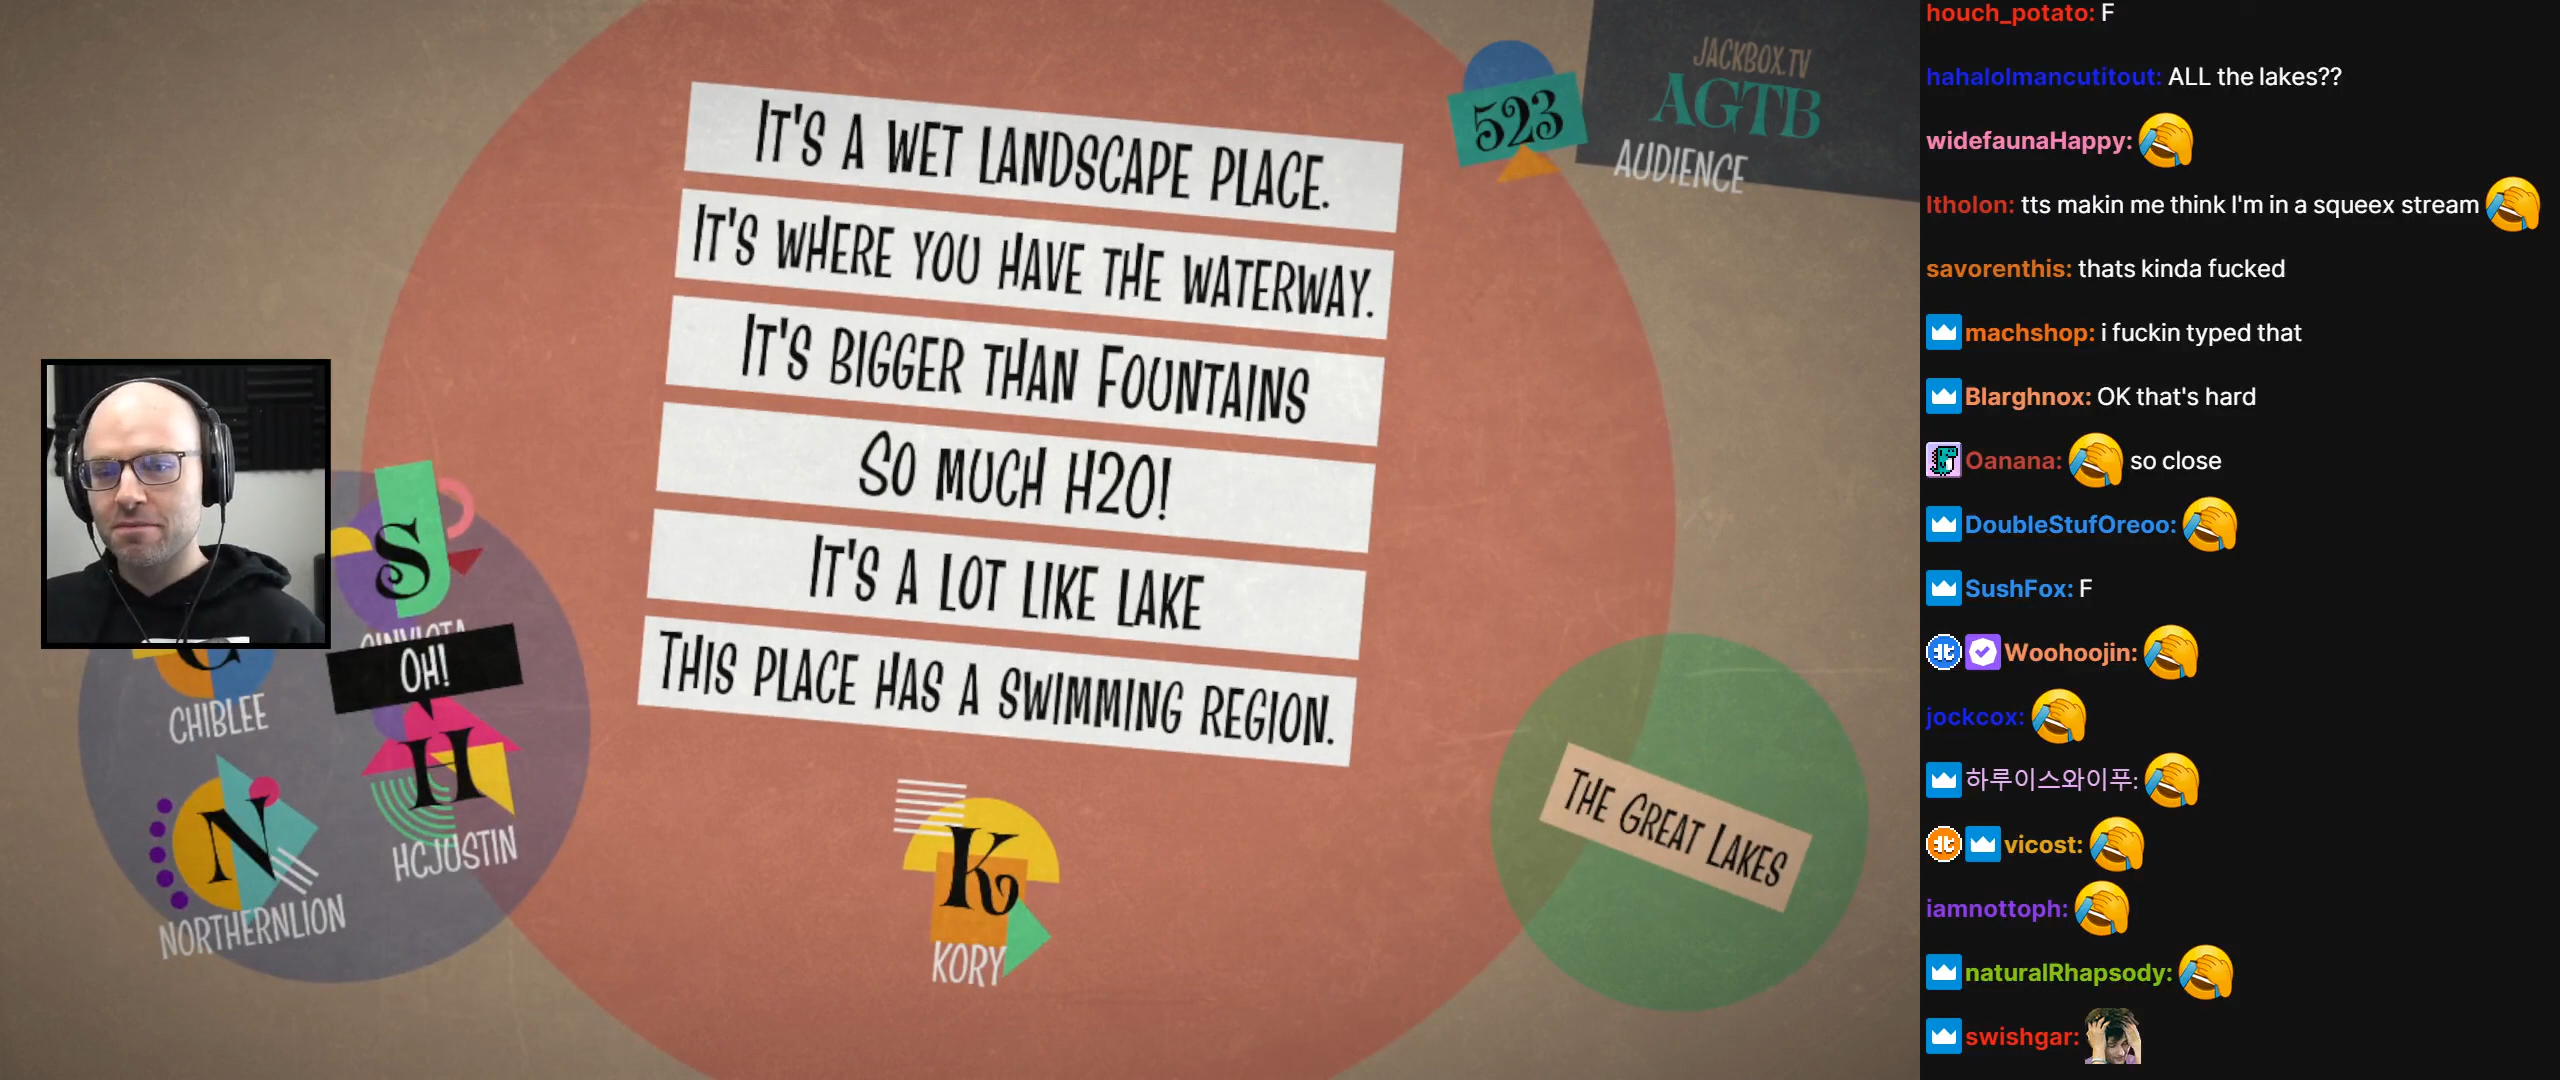 IT'S A WET LANDSCAPE PLACE.
IT'S WHERE YOU HAVE THE WATERWAY.
IT'S BIGGER THAN FOUNTAINS
SO MUCH H2O!
IT'S A LOT LIKE LAKE
THIS PLACE HAS A SWIMMING REGION.
523
JACKBOX.TV
AGTB
AUDIENCE
S
OH!
C
CHIBLEE
H
HCJUSTIN
N
NORTHERNLION
K
KORY
THE GREAT LAKES
houch_potato: F
hahalolmancutitout: ALL the lakes??
widefaunaHappy:
ltholon: tts makin me think I'm in a squeex stream
savorenthis: thats kinda fucked
machshop: i fuckin typed that
Blarghnox: OK that's hard
Oanana: so close
DoubleStufOreoo:
SushFox: F
Woohoojin:
jockcox:
하루이스와이푸:
vicost:
iamnottoph:
naturalRhapsody:
swishgar: